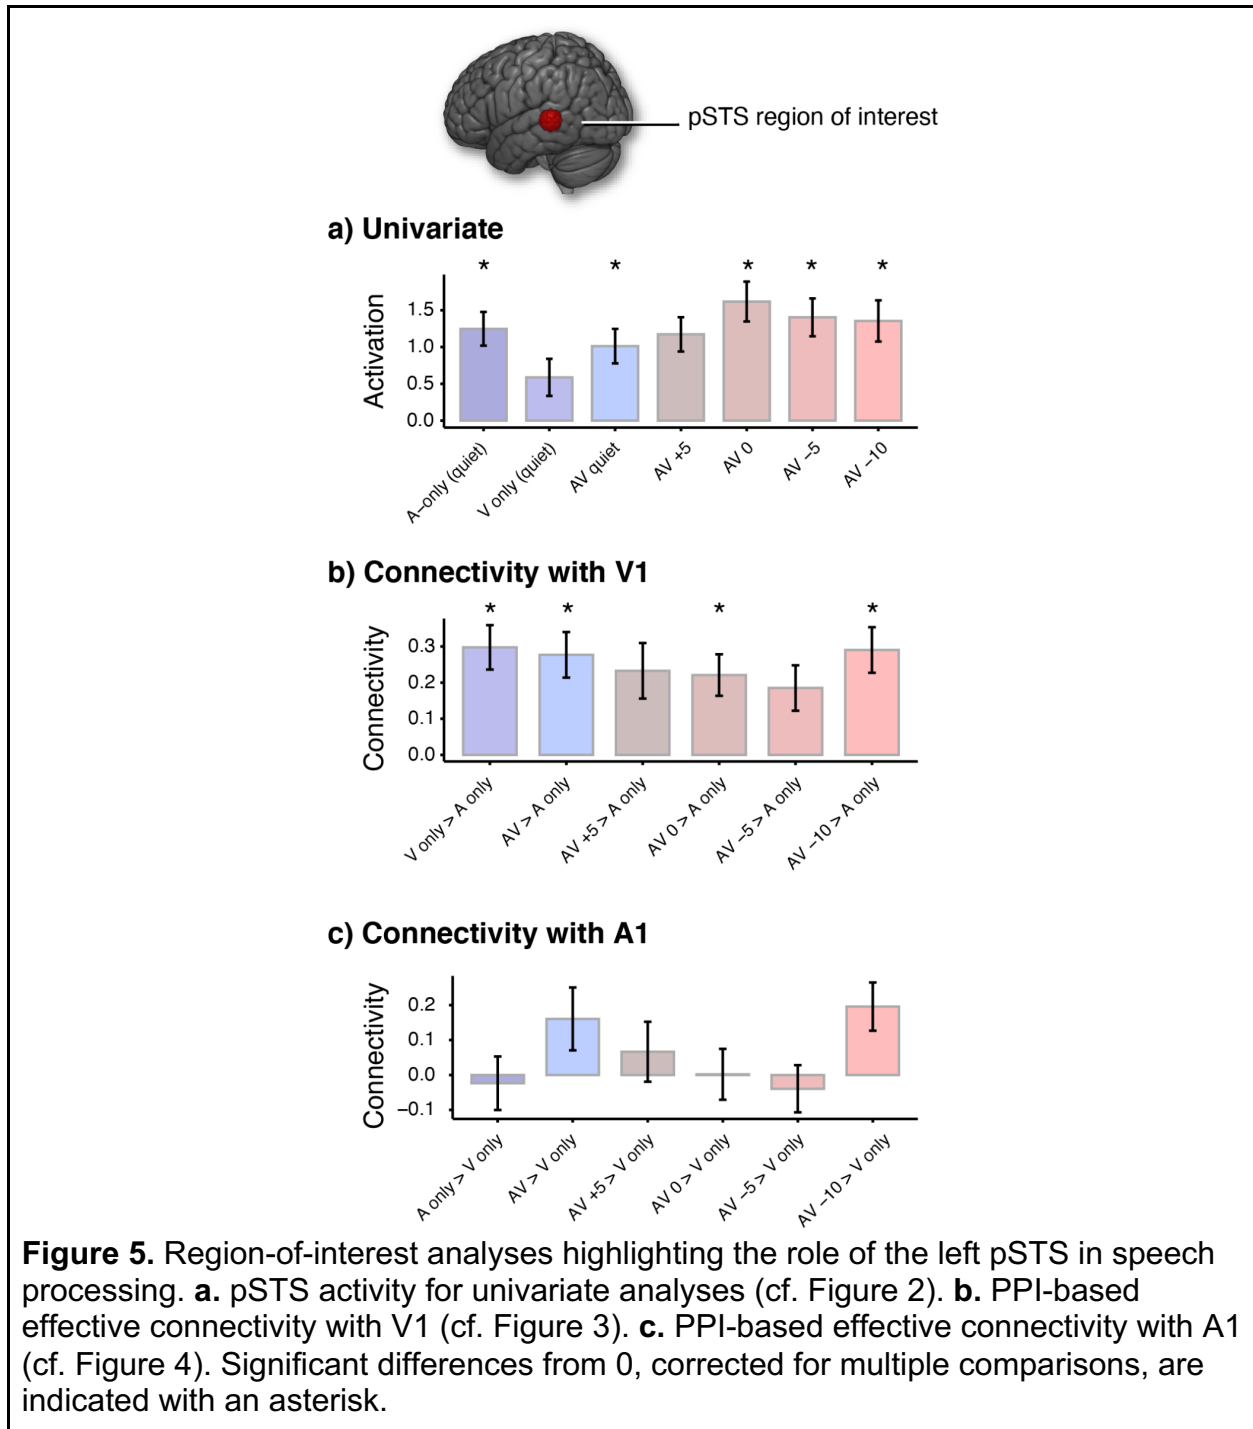 pSTS region of interest
a) Univariate
* * * * *
Activation
1.5
1.0
0.5
0.0
A−only (quiet)
V only (quiet)
AV quiet
AV +5
AV 0
AV −5
AV −10
b) Connectivity with V1
* * * *
Connectivity
0.3
0.2
0.1
0.0
V only > A only
AV > A only
AV +5 > A only
AV 0 > A only
AV −5 > A only
AV −10 > A only
c) Connectivity with A1
Connectivity
0.2
0.1
0.0
−0.1
A only > V only
AV > V only
AV +5 > V only
AV 0 > V only
AV −5 > V only
AV −10 > V only
Figure 5. Region-of-interest analyses highlighting the role of the left pSTS in speech
processing. a. pSTS activity for univariate analyses (cf. Figure 2). b. PPI-based
effective connectivity with V1 (cf. Figure 3). c. PPI-based effective connectivity with A1
(cf. Figure 4). Significant differences from 0, corrected for multiple comparisons, are
indicated with an asterisk.